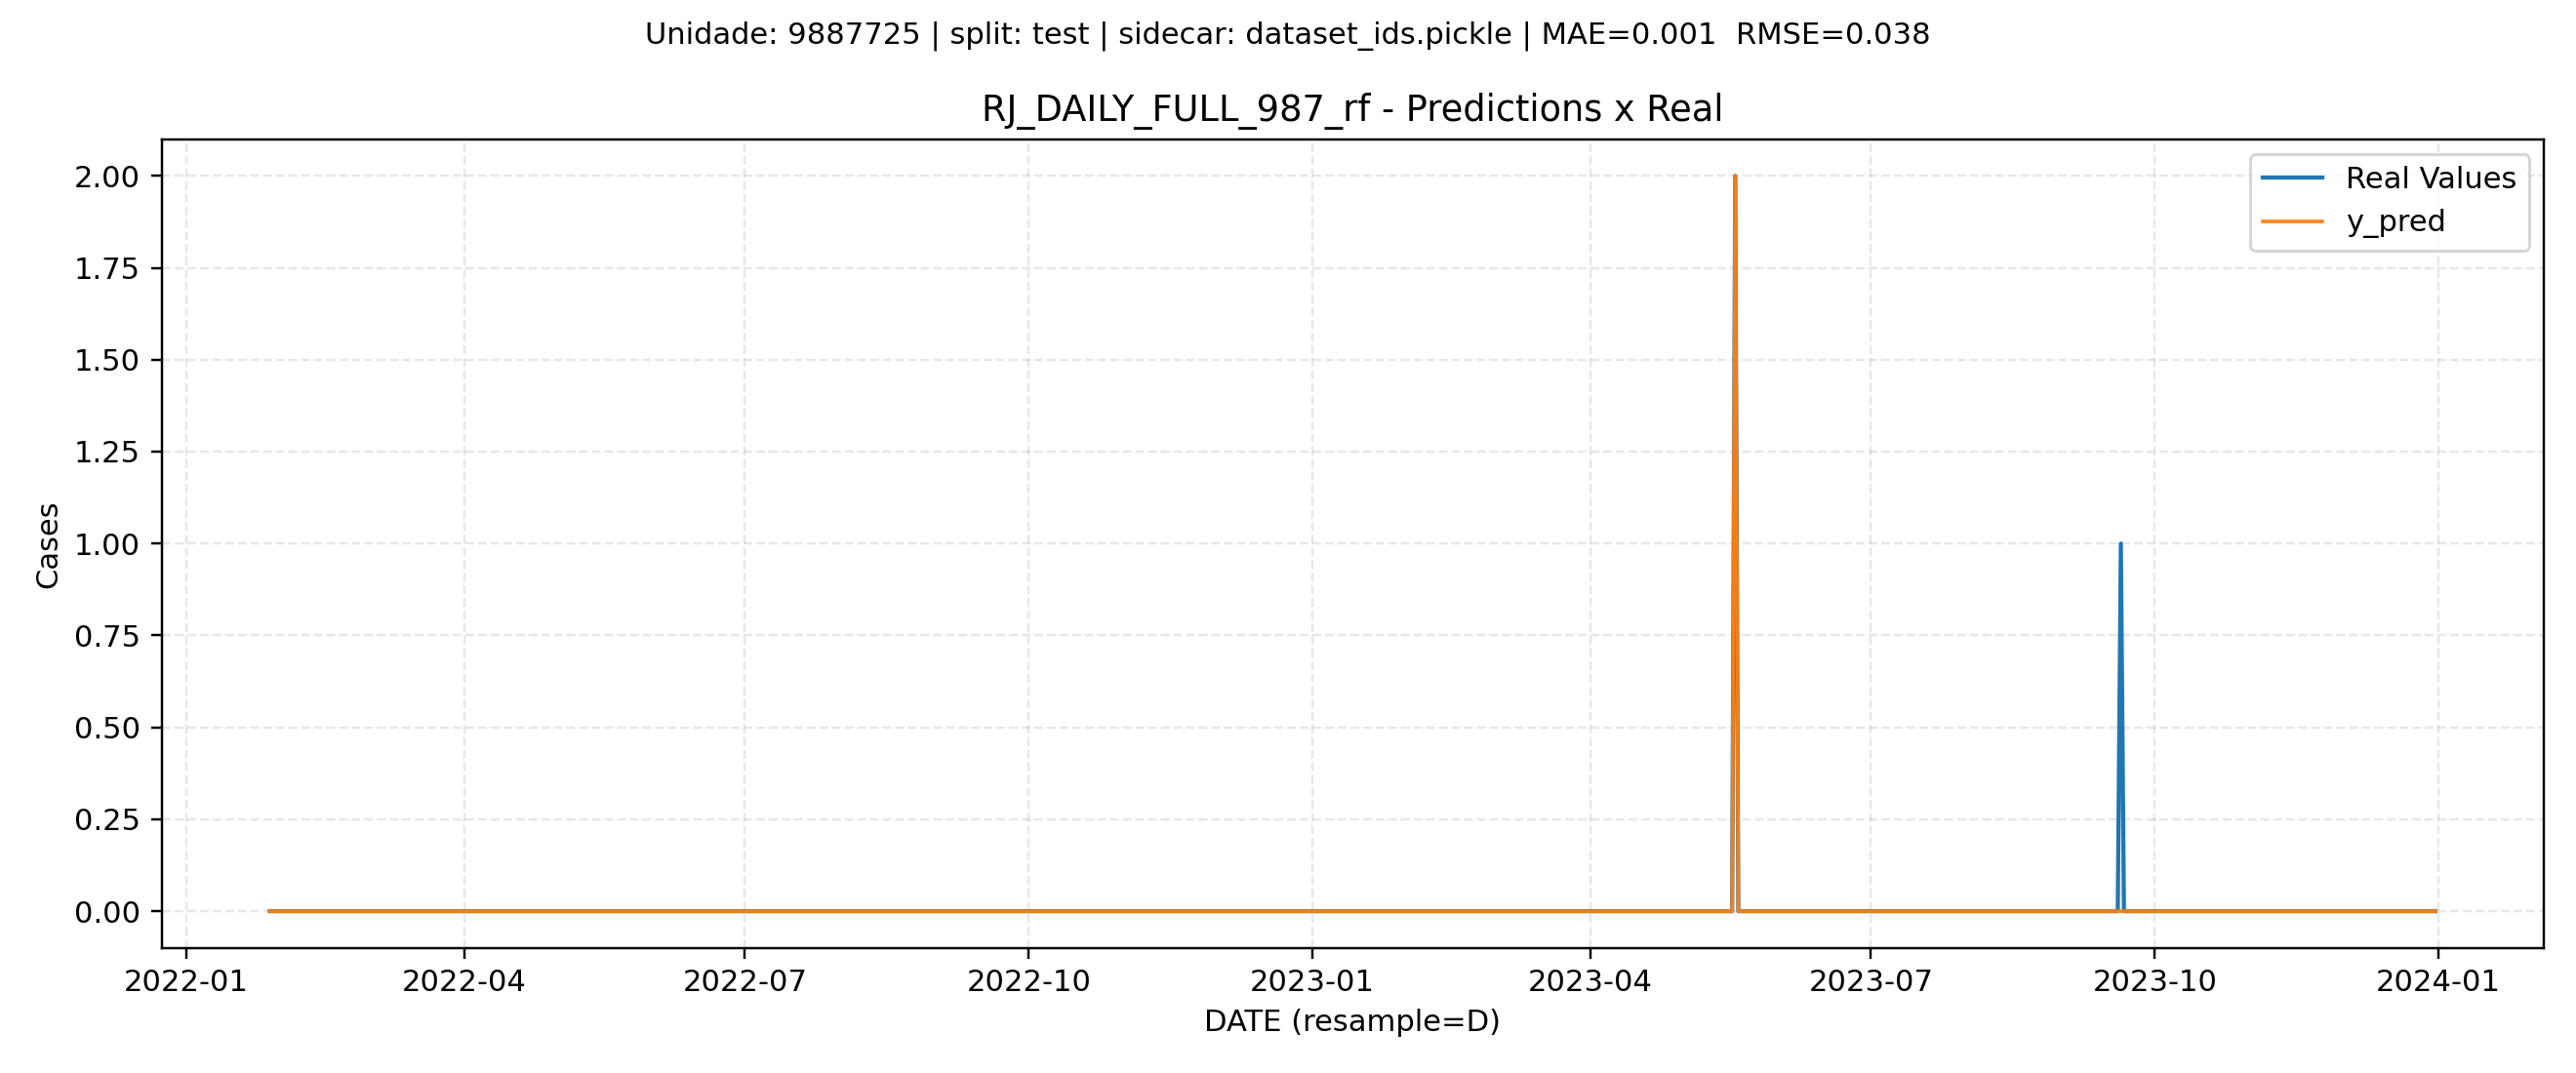 Unidade: 9887725 | split: test | sidecar: dataset_ids.pickle | MAE=0.001  RMSE=0.038
RJ_DAILY_FULL_987_rf - Predictions x Real
Real Values
y_pred
Cases
2.00
1.75
1.50
1.25
1.00
0.75
0.50
0.25
0.00
2022-01 2022-04 2022-07 2022-10 2023-01 2023-04 2023-07 2023-10 2024-01
DATE (resample=D)